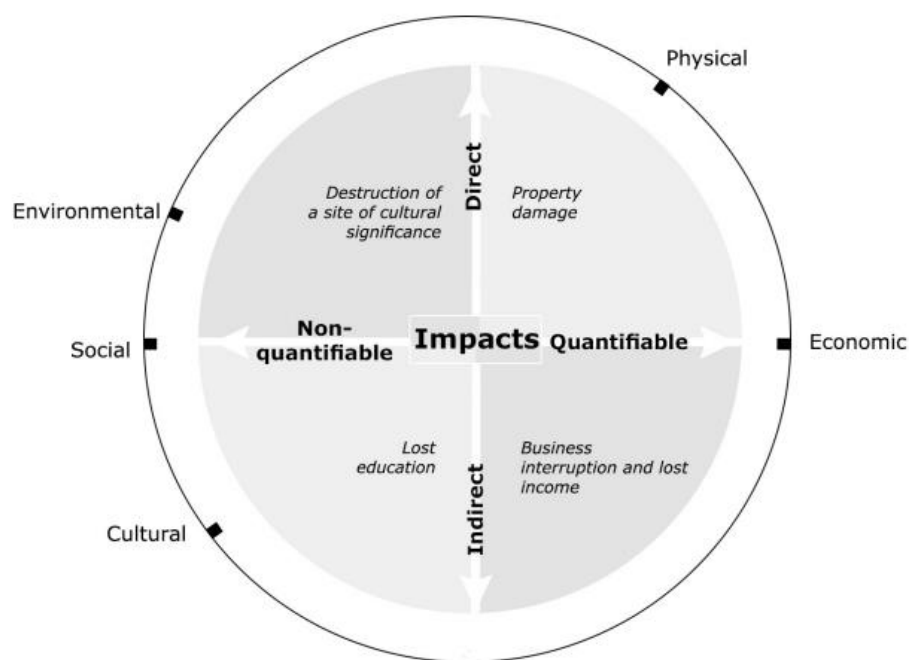 Physical
Direct
Destruction of
a site of cultural
significance
Property
damage
Environmental
Non-
quantifiable
Impacts
Quantifiable
Social
Economic
Lost
education
Business
interruption and lost
income
Indirect
Cultural